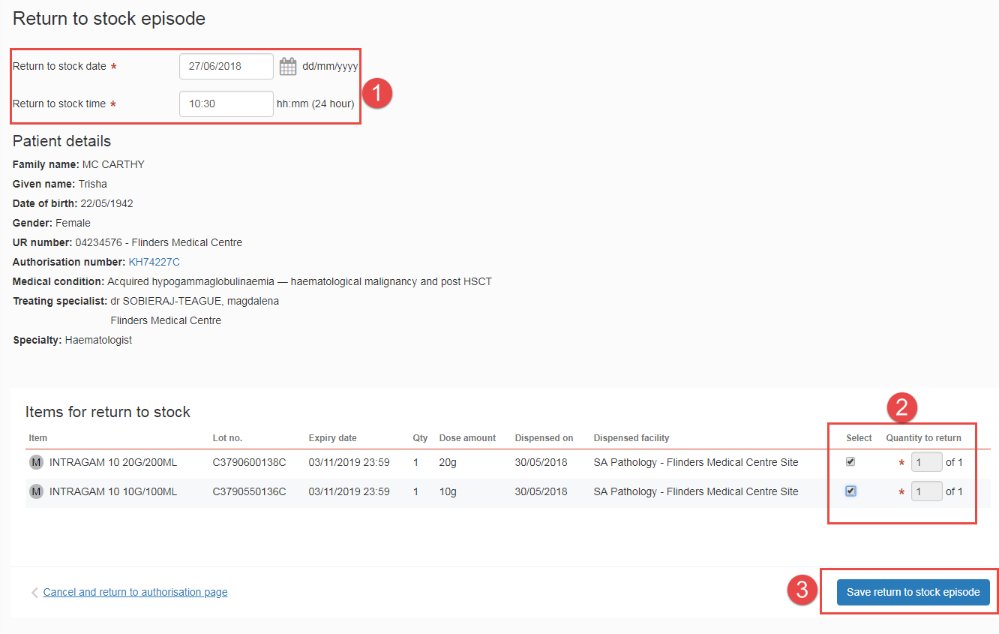 Return to stock episode
Return to stock date * 27/06/2018 dd/mm/yyyy
1
Return to stock time * 10:30 hh:mm (24 hour)
Patient details
Family name: MC CARTHY
Given name: Trisha
Date of birth: 22/05/1942
Gender: Female
UR number: 04234576 - Flinders Medical Centre
Authorisation number: KH74227C
Medical condition: Acquired hypogammaglobulinaemia — haematological malignancy and post HSCT
Treating specialist: dr SOBIERAJ-TEAGUE, magdalena
Flinders Medical Centre
Specialty: Haematologist
2
Items for return to stock
Item Lot no. Expiry date Qty Dose amount Dispensed on Dispensed facility Select Quantity to return
M INTRAGAM 10 20G/200ML C3790600138C 03/11/2019 23:59 1 20g 30/05/2018 SA Pathology - Flinders Medical Centre Site * 1 of 1
M INTRAGAM 10 10G/100ML C3790550136C 03/11/2019 23:59 1 10g 30/05/2018 SA Pathology - Flinders Medical Centre Site * 1 of 1
Cancel and return to authorisation page 3 Save return to stock episode